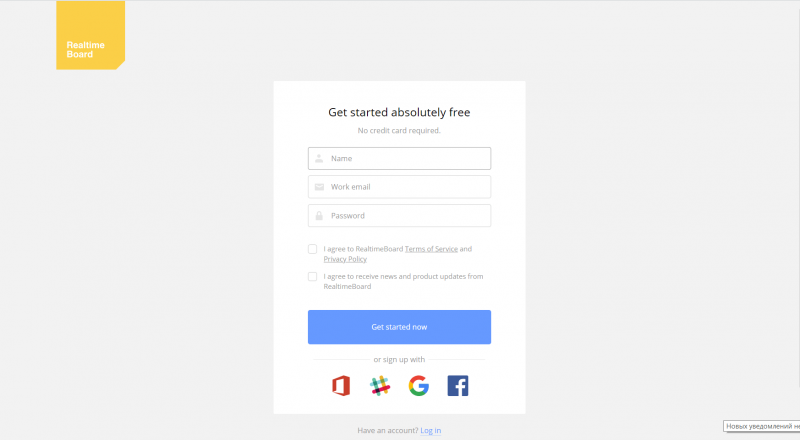 Realtime
Board
Get started absolutely free
No credit card required.
Name
Work email
Password
I agree to RealtimeBoard Terms of Service and
Privacy Policy
I agree to receive news and product updates from
RealtimeBoard
Get started now
or sign up with
Have an account? Log in
Новых уведомлений не